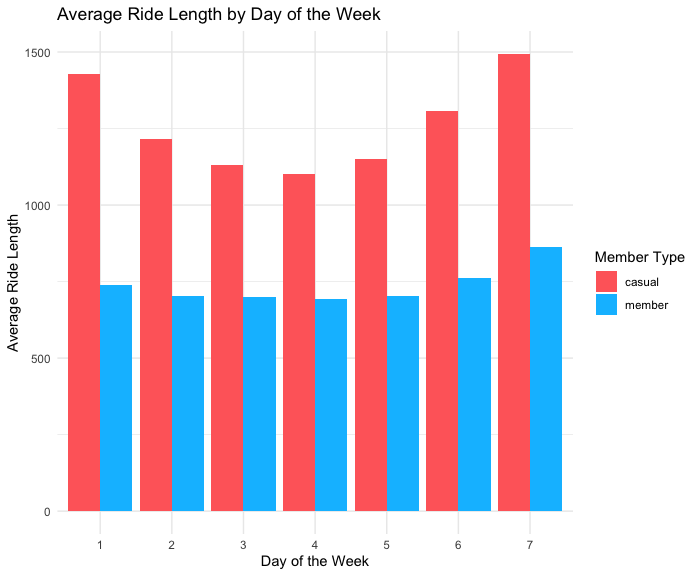 Average Ride Length by Day of the Week
1500
1000
500
0
Average Ride Length
1 2 3 4 5 6 7
Day of the Week
Member Type
casual
member